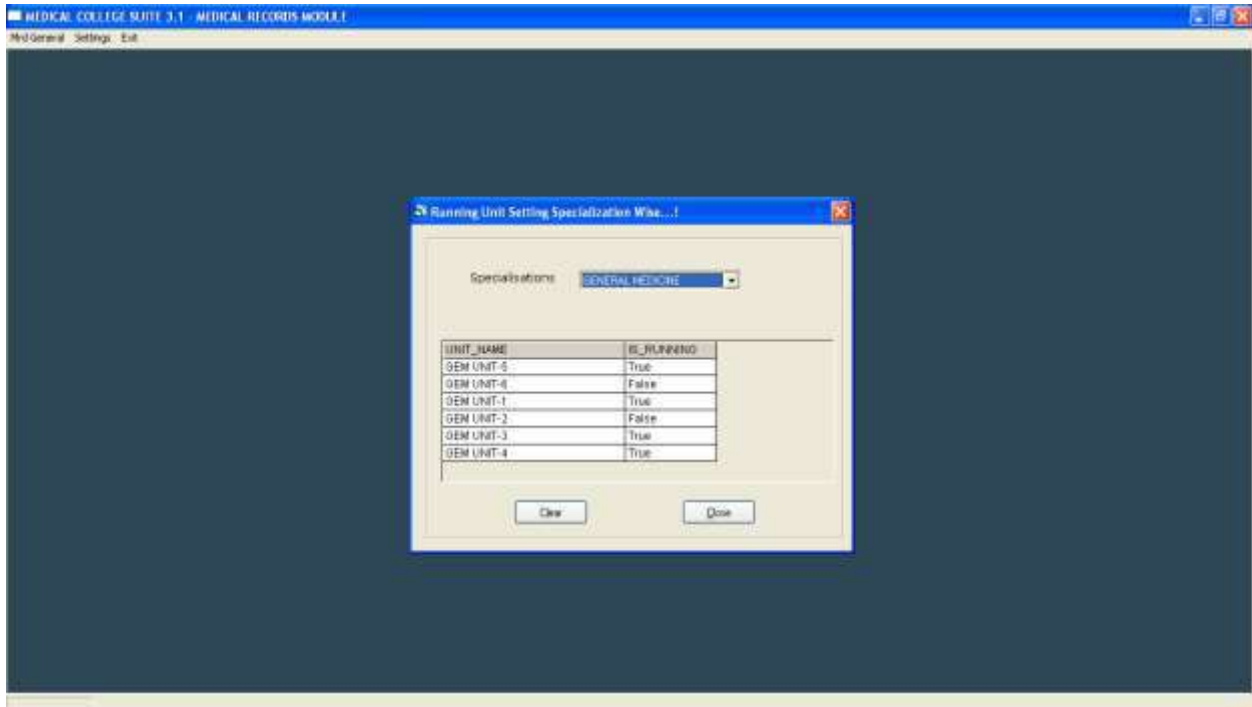 MEDICAL COLLEGE SUITE 3.1 - MEDICAL RECORDS MODULE
Mrd General Settings Exit
Running Unit Setting Specialization Wise...!
Specialisations GENERAL MEDICINE
UNIT_NAME IS_RUNNING
GEM UNIT-5 True
GEM UNIT-6 False
GEM UNIT-1 True
GEM UNIT-2 False
GEM UNIT-3 True
GEM UNIT-4 True
Clear Close